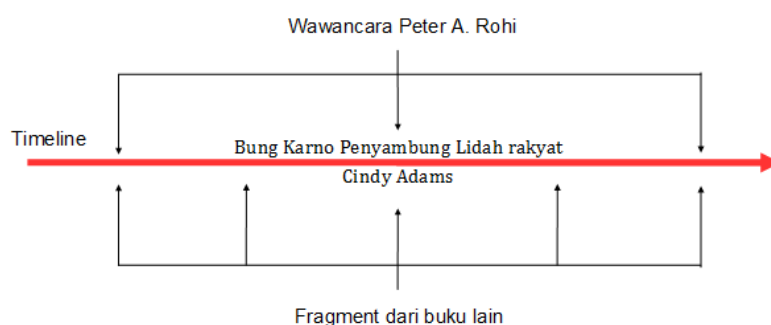 Wawancara Peter A. Rohi
Timeline
Bung Karno Penyambung Lidah rakyat
Cindy Adams
Fragment dari buku lain